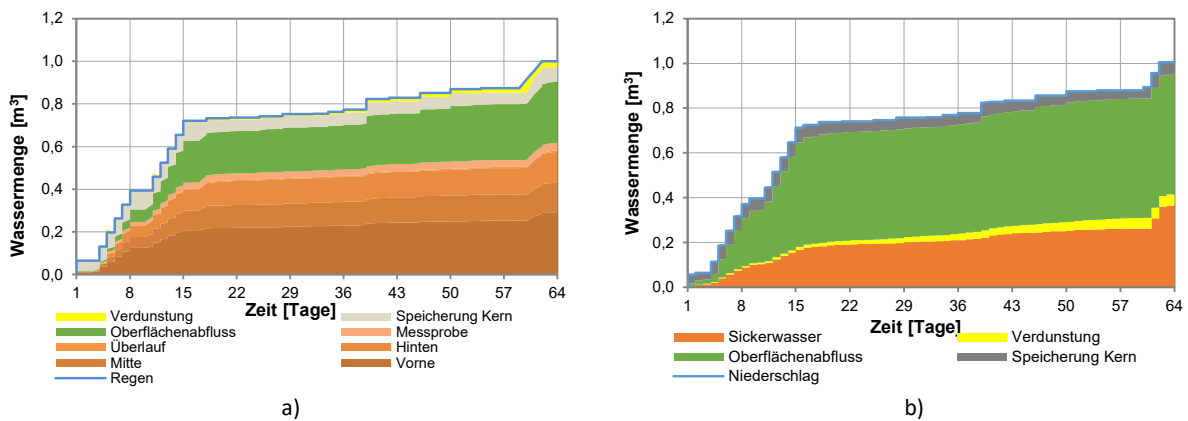 1,2
1,0
0,8
0,6
0,4
0,2
0,0
Wassermenge [m³]
1 8 15 22 29 36 43 50 57 64
Zeit [Tage]
Verdunstung Speicherung Kern
Oberflächenabfluss Messprobe
Überlauf Hinten
Mitte Vorne
Regen
a)
1,2
1,0
0,8
0,6
0,4
0,2
0,0
Wassermenge [m³]
1 8 15 22 29 36 43 50 57 64
Zeit [Tage]
Sickerwasser Verdunstung
Oberflächenabfluss Speicherung Kern
Niederschlag
b)